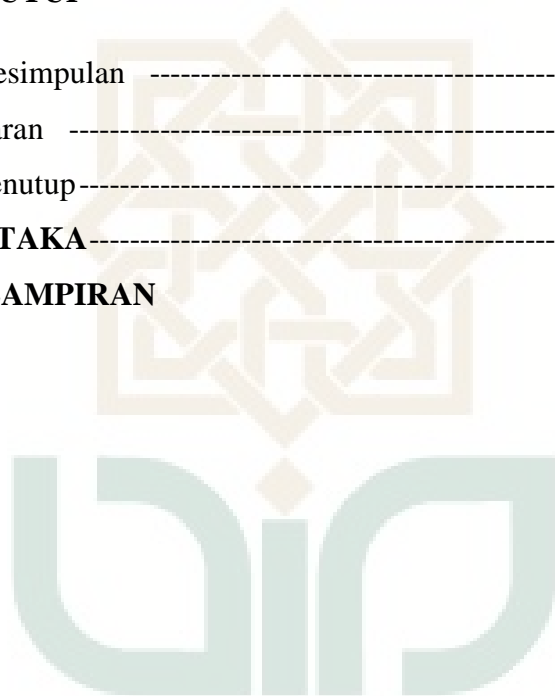 esimpulan ------------------------------------------
aran -------------------------------------------------
enutup-----------------------------------------------
TAKA----------------------------------------------
AMPIRAN